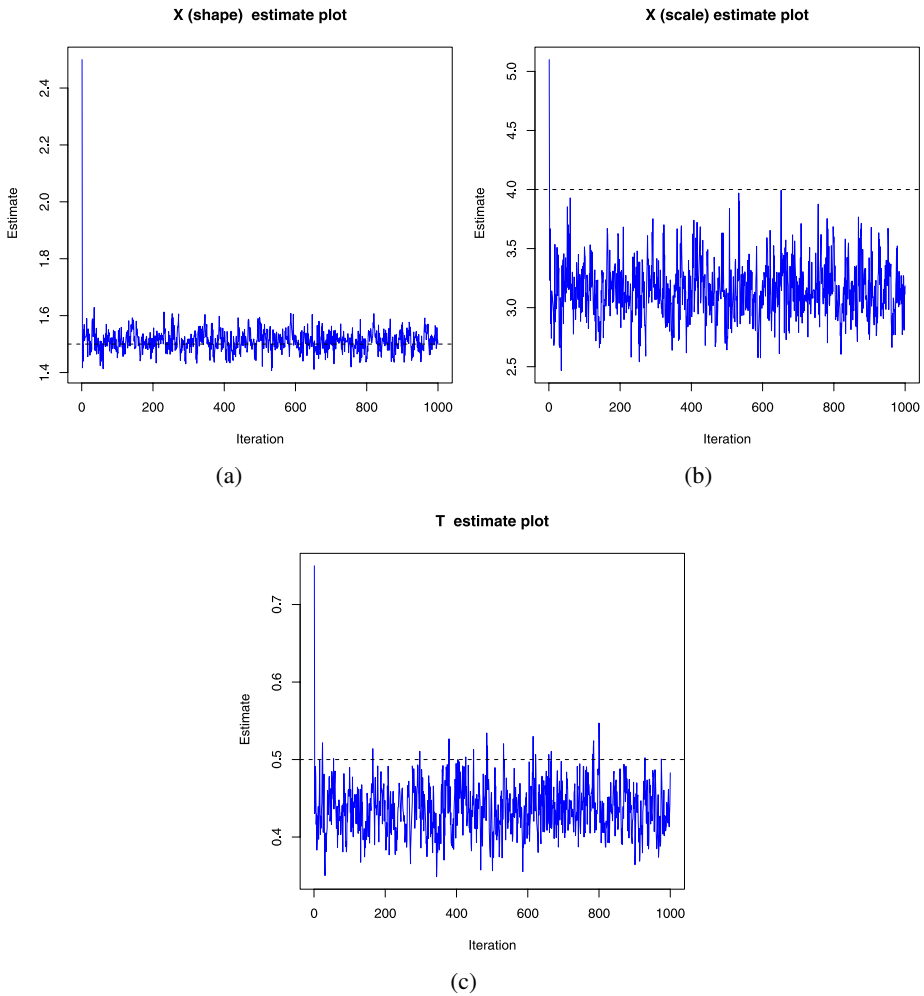 X (shape)  estimate plot
Estimate
2.4
2.2
2.0
1.8
1.6
1.4
0 200 400 600 800 1000
Iteration
(a)
X (scale) estimate plot
Estimate
5.0
4.5
4.0
3.5
3.0
2.5
0 200 400 600 800 1000
Iteration
(b)
T  estimate plot
Estimate
0.7
0.6
0.5
0.4
0 200 400 600 800 1000
Iteration
(c)